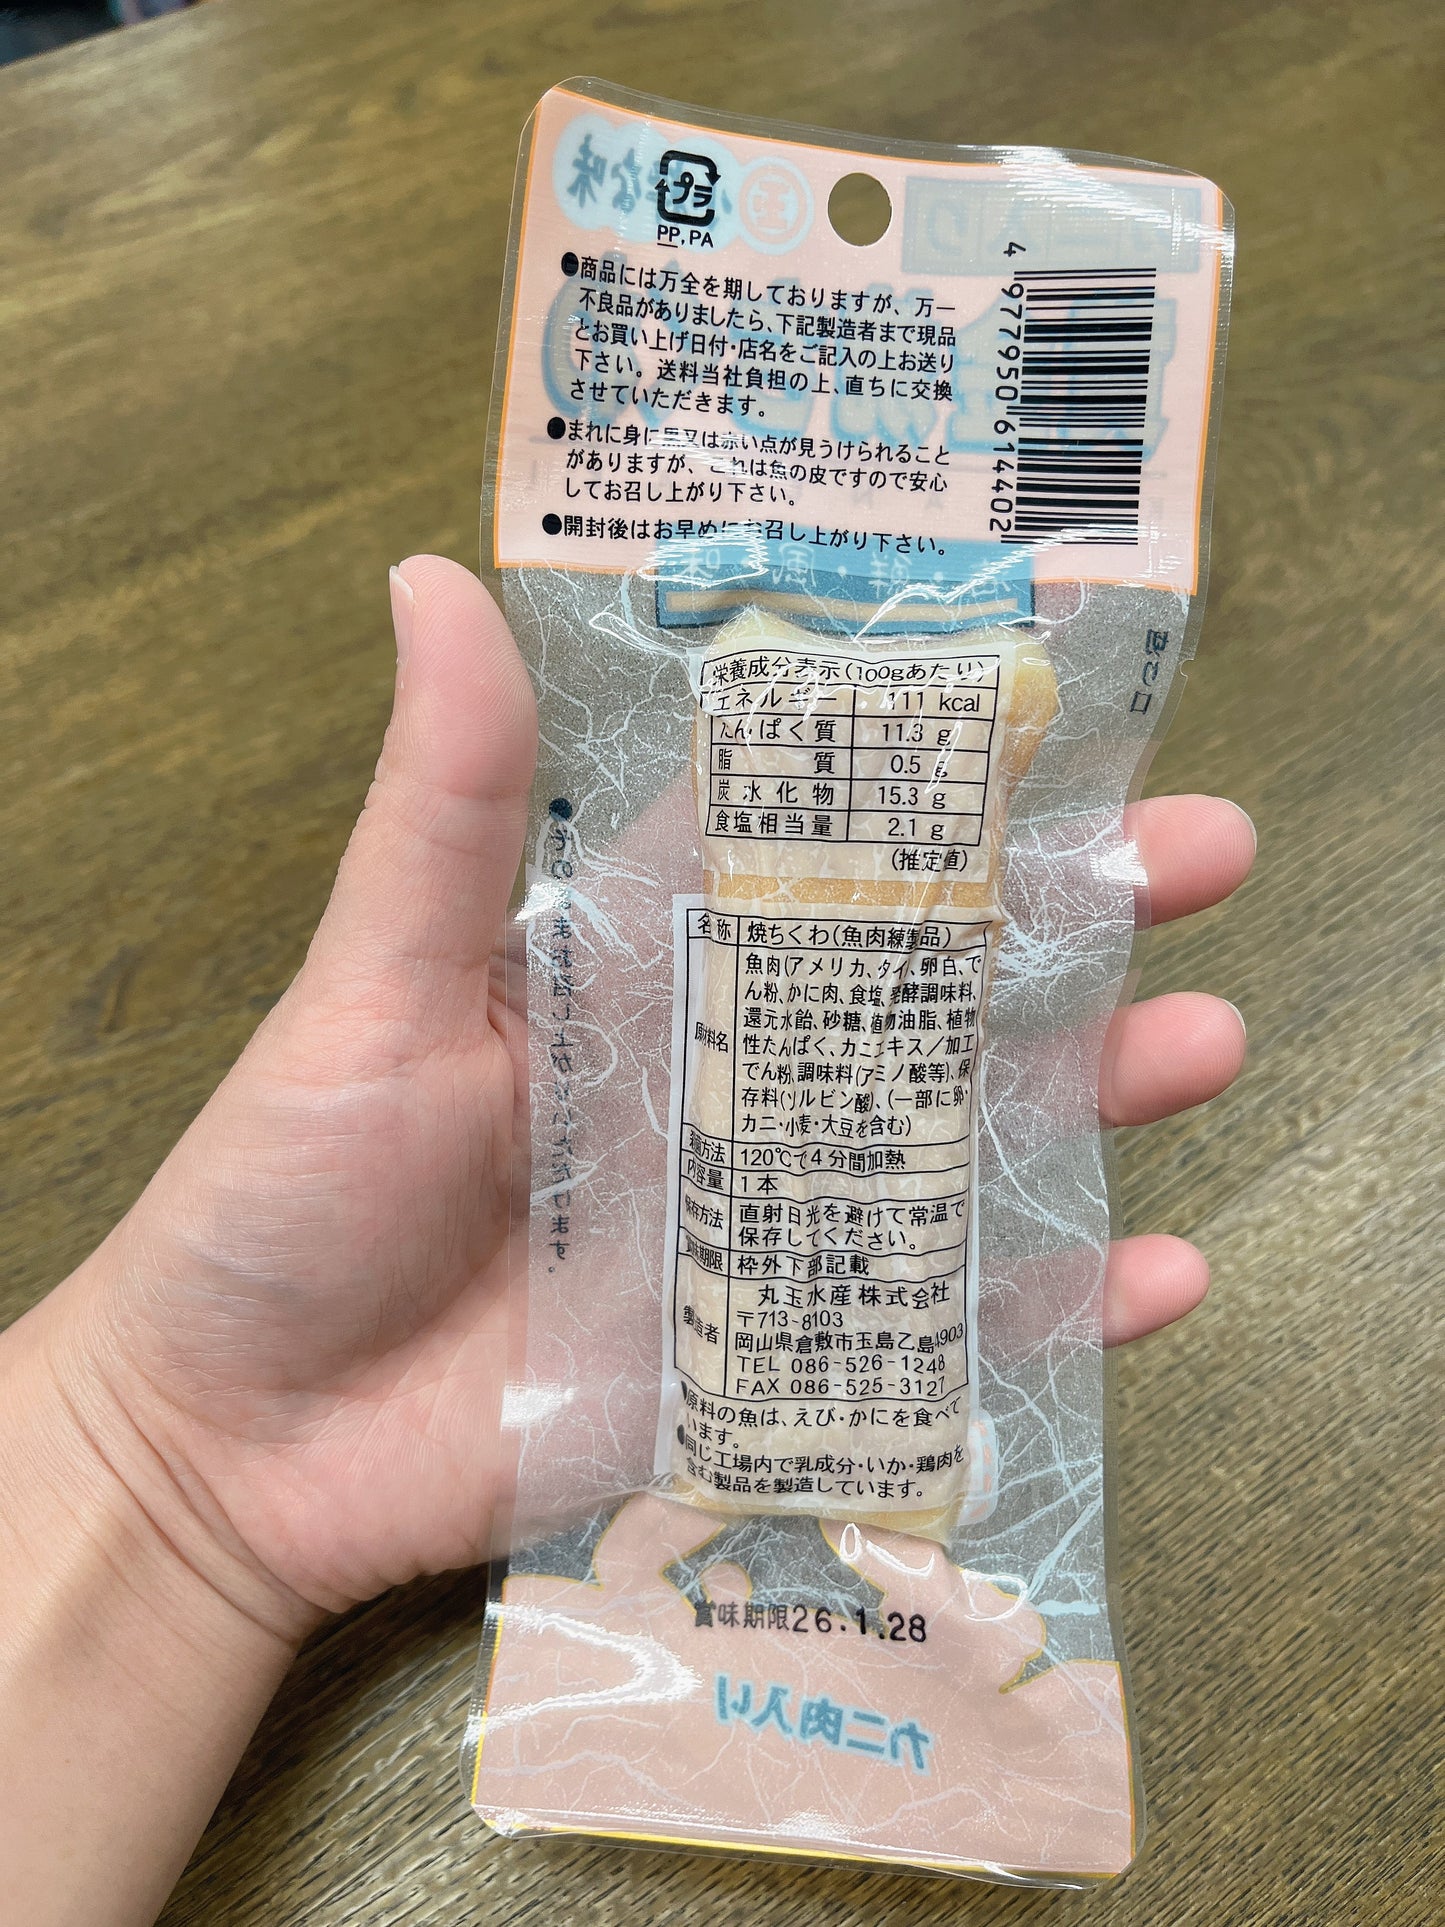 プラ
PP, PA
●商品には万全を期しておりますが、万一
不良品がありましたら、下記製造者まで現品
とお買い上げ日付・店名をご記入の上お送り
下さい。送料当社負担の上、直ちに交換
させていただきます。
●まれに身に黒又は赤い点が見うけられること
がありますが、これは魚の皮ですので安心
してお召し上がり下さい。
●開封後はお早めにお召し上がり下さい。
4 977950 614402
栄養成分表示(100gあたり)
エネルギー 111 kcal
たんぱく質 11.3 g
脂質 0.5 g
炭水化物 15.3 g
食塩相当量 2.1 g
(推定値)
名称 焼ちくわ(魚肉練製品)
原材料名 魚肉(アメリカ、タイ)、卵白、で
ん粉、かに肉、食塩、発酵調味料、
還元水飴、砂糖、植物油脂、植物
性たんぱく、カニエキス/加工
でん粉、調味料(アミノ酸等)、保
存料(ソルビン酸)、(一部に卵・
カニ・小麦・大豆を含む)
殺菌方法 120℃で4分間加熱
内容量 1本
保存方法 直射日光を避けて常温で
保存してください。
賞味期限 枠外下部記載
製造者 丸玉水産株式会社
〒713-8103
岡山県倉敷市玉島乙島4903
TEL 086-526-1248
FAX 086-525-3127
●原料の魚は、えび・かにを食べて
います。
●同じ工場内で乳成分・いか・鶏肉を
含む製品を製造しています。
賞味期限26.1.28
カニ肉入り
●そのままお召し上がりいただけます。